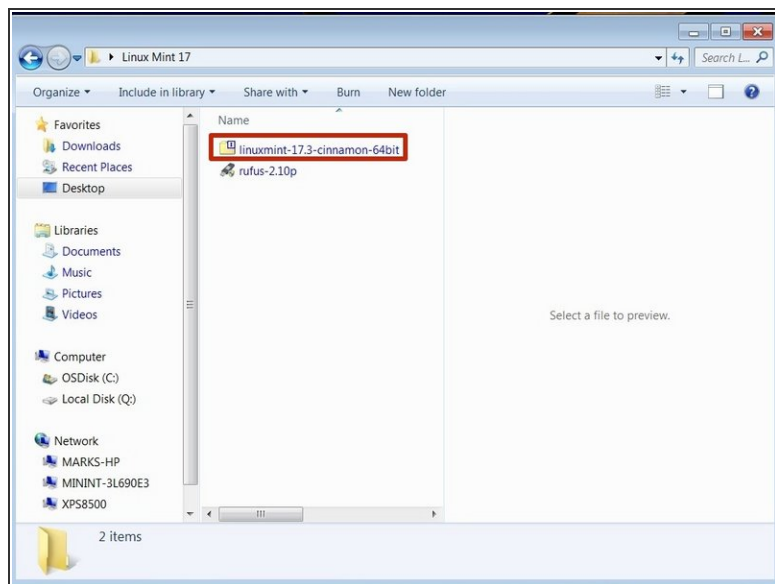 Linux Mint 17
Search L...
Organize Include in library Share with Burn New folder
Favorites
Downloads
Recent Places
Desktop
Libraries
Documents
Music
Pictures
Videos
Computer
OSDisk (C:)
Local Disk (Q:)
Network
MARKS-HP
MININT-3L690E3
XPS8500
Name
linuxmint-17.3-cinnamon-64bit
rufus-2.10p
Select a file to preview.
2 items